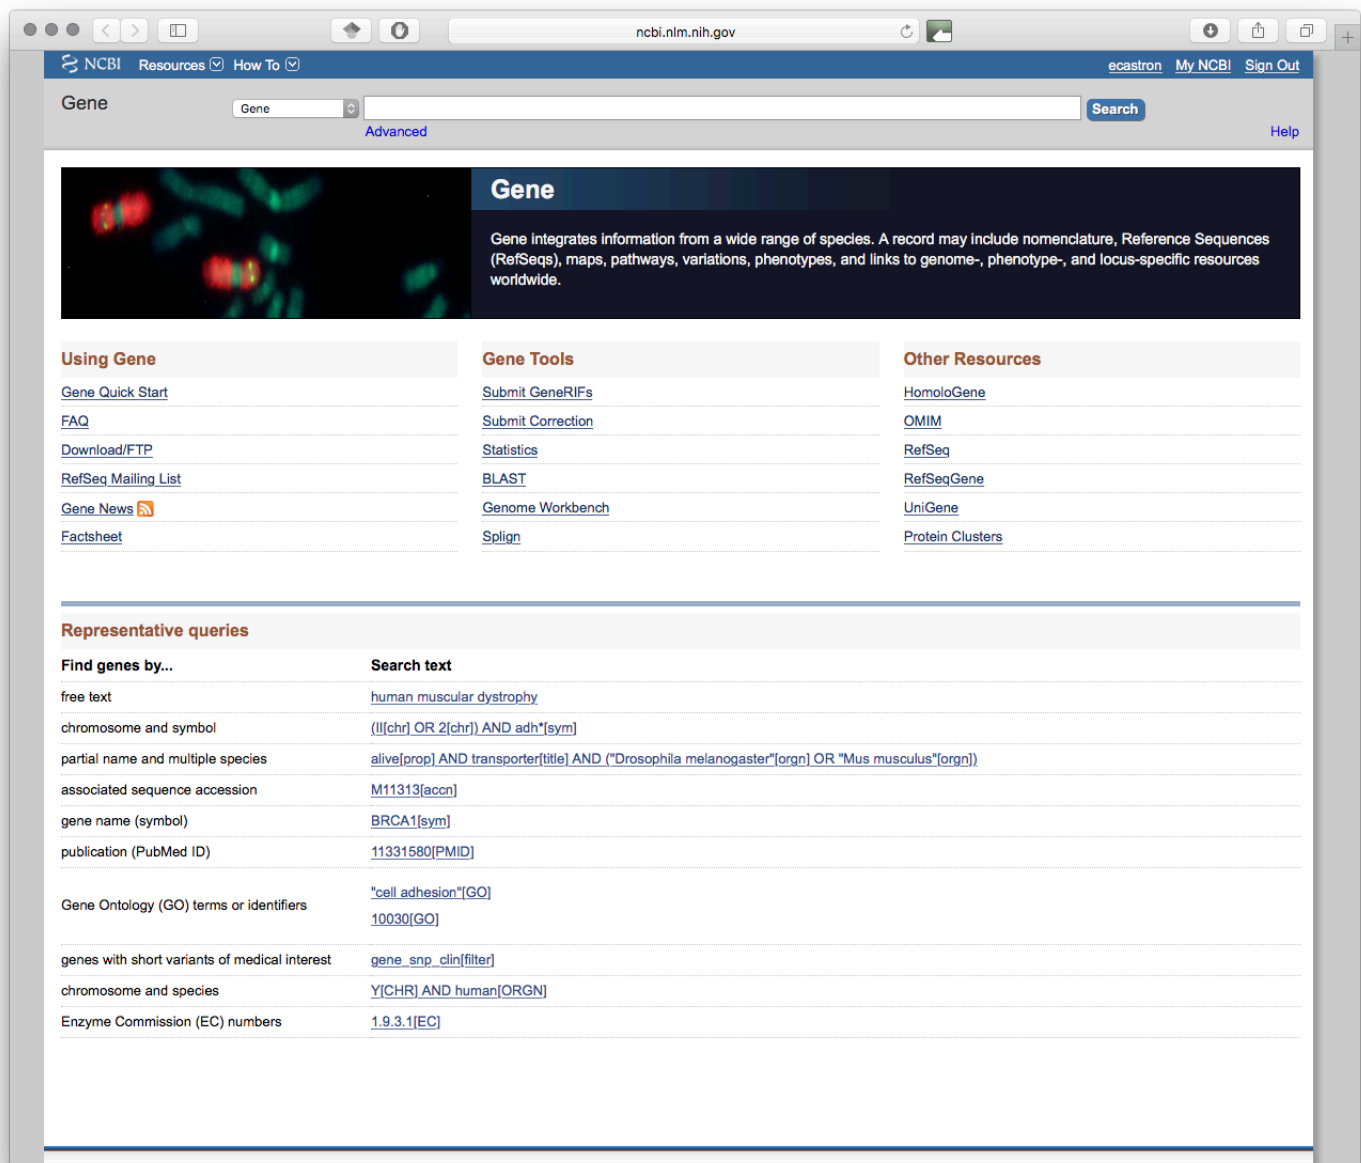 ncbi.nlm.nih.gov
NCBI Resources How To ecastron My NCBI Sign Out
Gene Gene Search
Advanced Help
Gene
Gene integrates information from a wide range of species. A record may include nomenclature, Reference Sequences
(RefSeqs), maps, pathways, variations, phenotypes, and links to genome-, phenotype-, and locus-specific resources
worldwide.
Using Gene
Gene Quick Start
FAQ
Download/FTP
RefSeq Mailing List
Gene News
Factsheet
Gene Tools
Submit GeneRIFs
Submit Correction
Statistics
BLAST
Genome Workbench
Splign
Other Resources
HomoloGene
OMIM
RefSeq
RefSeqGene
UniGene
Protein Clusters
Representative queries
Find genes by... Search text
free text human muscular dystrophy
chromosome and symbol (II[chr] OR 2[chr]) AND adh*[sym]
partial name and multiple species alive[prop] AND transporter[title] AND ("Drosophila melanogaster"[orgn] OR "Mus musculus"[orgn])
associated sequence accession M11313[accn]
gene name (symbol) BRCA1[sym]
publication (PubMed ID) 11331580[PMID]
Gene Ontology (GO) terms or identifiers "cell adhesion"[GO]
10030[GO]
genes with short variants of medical interest gene_snp_clin[filter]
chromosome and species Y[CHR] AND human[ORGN]
Enzyme Commission (EC) numbers 1.9.3.1[EC]